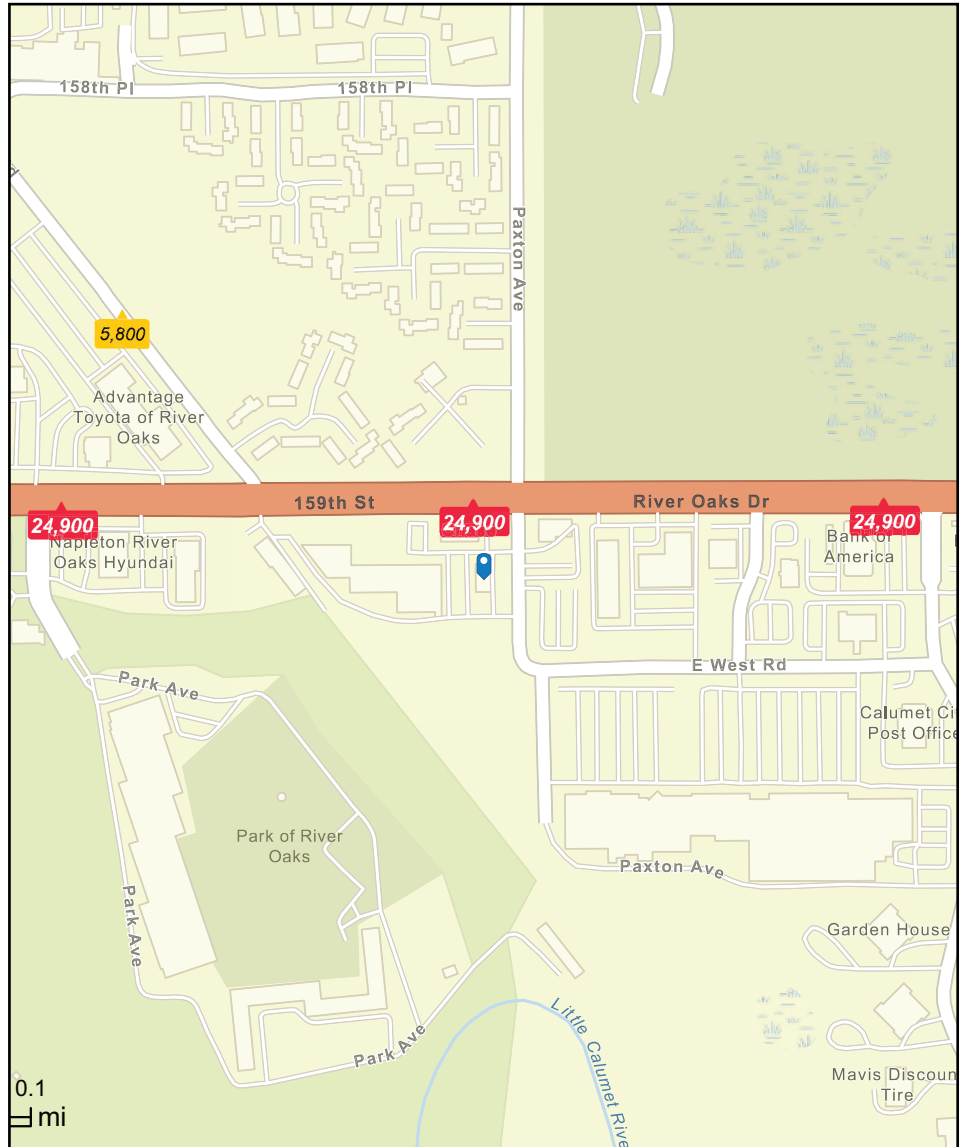 158th Pl
158th Pl
Paxton Ave
5,800
Advantage
Toyota of River
Oaks
159th St
River Oaks Dr
24,900
24,900
24,900
Napleton River
Oaks Hyundai
Bank of
America
E West Rd
Park Ave
Calumet Ci
Post Office
Park of River
Oaks
Paxton Ave
Park Ave
Garden House
Little Calumet Rive
Park Ave
Mavis Discoun
Tire
0.1
mi